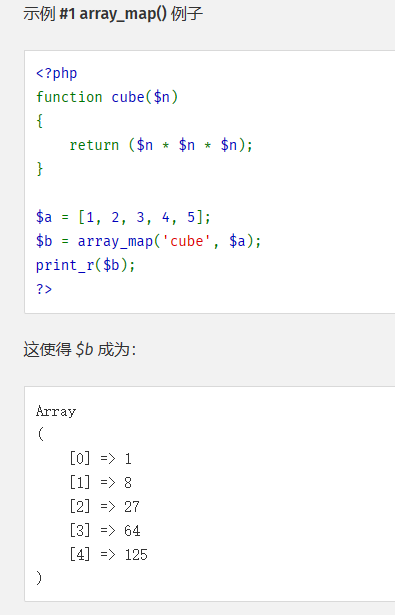 示例 #1 array_map() 例子
<?php
function cube($n)
{
    return ($n * $n * $n);
}
$a = [1, 2, 3, 4, 5];
$b = array_map('cube', $a);
print_r($b);
?>
这使得 $b 成为：
Array
(
    [0] => 1
    [1] => 8
    [2] => 27
    [3] => 64
    [4] => 125
)